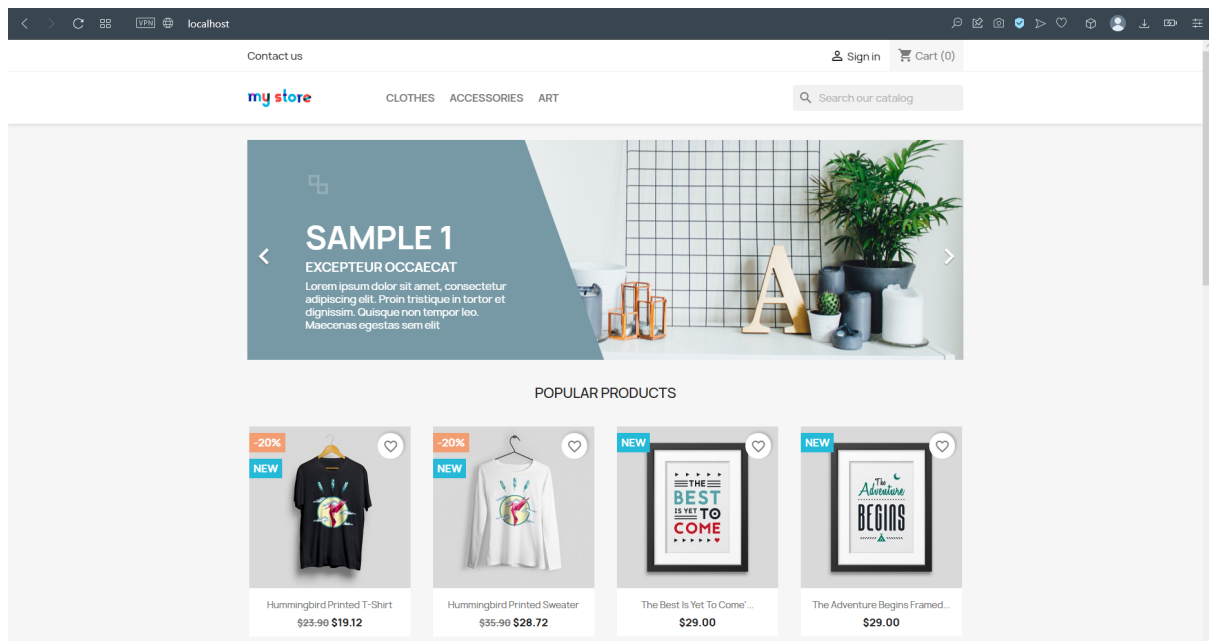 VPN localhost
Contact us
Sign in
Cart (0)
my store
CLOTHES ACCESSORIES ART
Search our catalog
SAMPLE 1
EXCEPTEUR OCCAECAT
Lorem ipsum dolor sit amet, consectetur
adipiscing elit. Proin tristique in tortor et
dignissim. Quisque non tempor leo.
Maecenas egestas sem elit
A
POPULAR PRODUCTS
-20%
NEW
Hummingbird Printed T-Shirt
$23.90 $19.12
-20%
NEW
Hummingbird Printed Sweater
$35.90 $28.72
NEW
THE
BEST
IS YET TO
COME
The Best Is Yet To Come'...
$29.00
NEW
The
Adventure
BEGINS
The Adventure Begins Framed...
$29.00